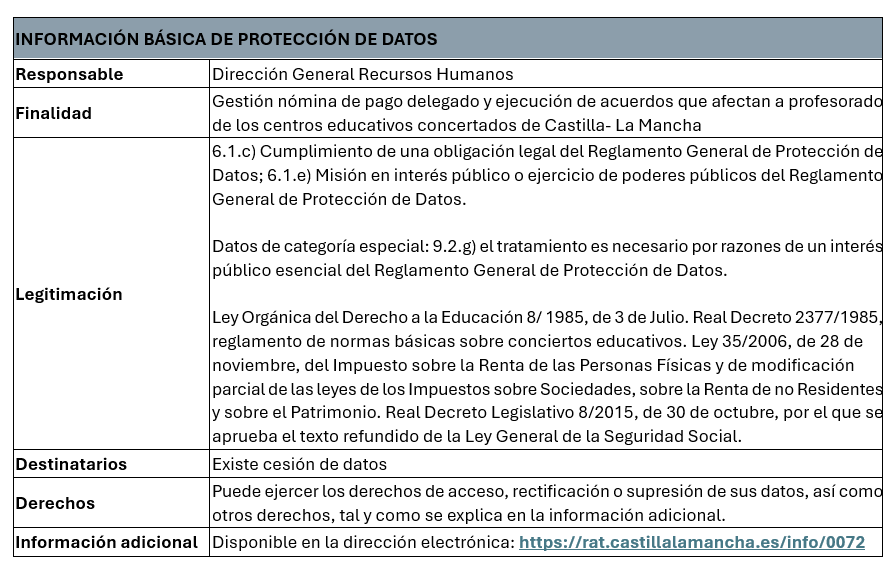 INFORMACIÓN BÁSICA DE PROTECCIÓN DE DATOS
Responsable
Dirección General Recursos Humanos
Finalidad
Gestión nómina de pago delegado y ejecución de acuerdos que afectan a profesorado
de los centros educativos concertados de Castilla- La Mancha
Legitimación
6.1.c) Cumplimiento de una obligación legal del Reglamento General de Protección de
Datos; 6.1.e) Misión en interés público o ejercicio de poderes públicos del Reglamento
General de Protección de Datos.
Datos de categoría especial: 9.2.g) el tratamiento es necesario por razones de un interés
público esencial del Reglamento General de Protección de Datos.
Ley Orgánica del Derecho a la Educación 8/ 1985, de 3 de Julio. Real Decreto 2377/1985,
reglamento de normas básicas sobre conciertos educativos. Ley 35/2006, de 28 de
noviembre, del Impuesto sobre la Renta de las Personas Físicas y de modificación
parcial de las leyes de los Impuestos sobre Sociedades, sobre la Renta de no Residentes
y sobre el Patrimonio. Real Decreto Legislativo 8/2015, de 30 de octubre, por el que se
aprueba el texto refundido de la Ley General de la Seguridad Social.
Destinatarios
Existe cesión de datos
Derechos
Puede ejercer los derechos de acceso, rectificación o supresión de sus datos, así como
otros derechos, tal y como se explica en la información adicional.
Información adicional
Disponible en la dirección electrónica: https://rat.castillalamancha.es/info/0072